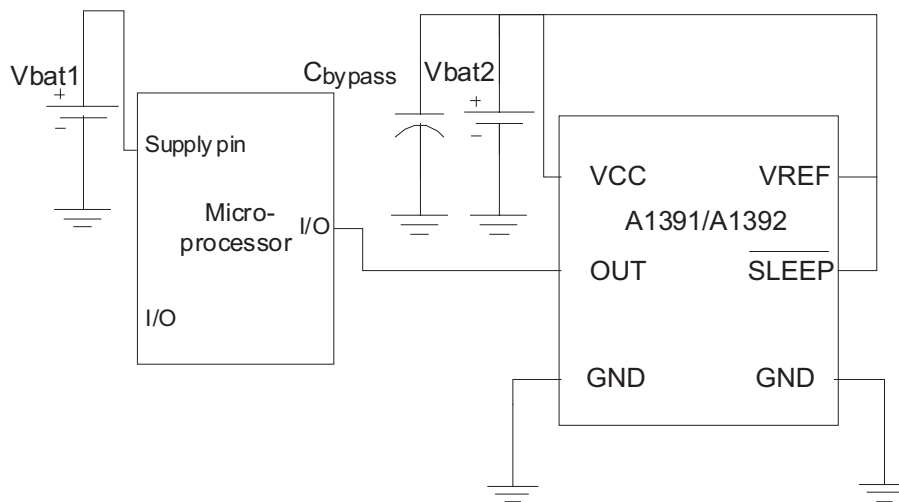 Vbat1
+
-
Cbypass
Vbat2
+
-
Supply pin
Micro-
processor
I/O
I/O
VCC
VREF
A1391/A1392
OUT
SLEEP
GND
GND